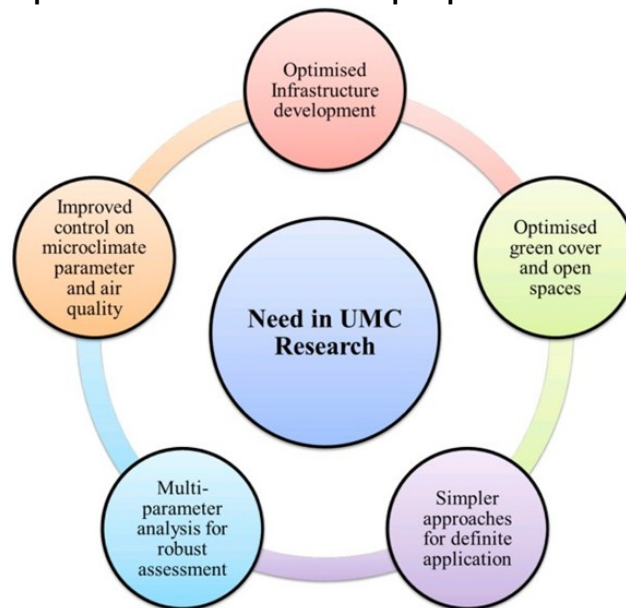 Optimised
Infrastructure
development
Optimised
green cover
and open
spaces
Simpler
approaches
for definite
application
Multi-
parameter
analysis for
robust
assessment
Improved
control on
microclimate
parameter
and air
quality
Need in UMC
Research